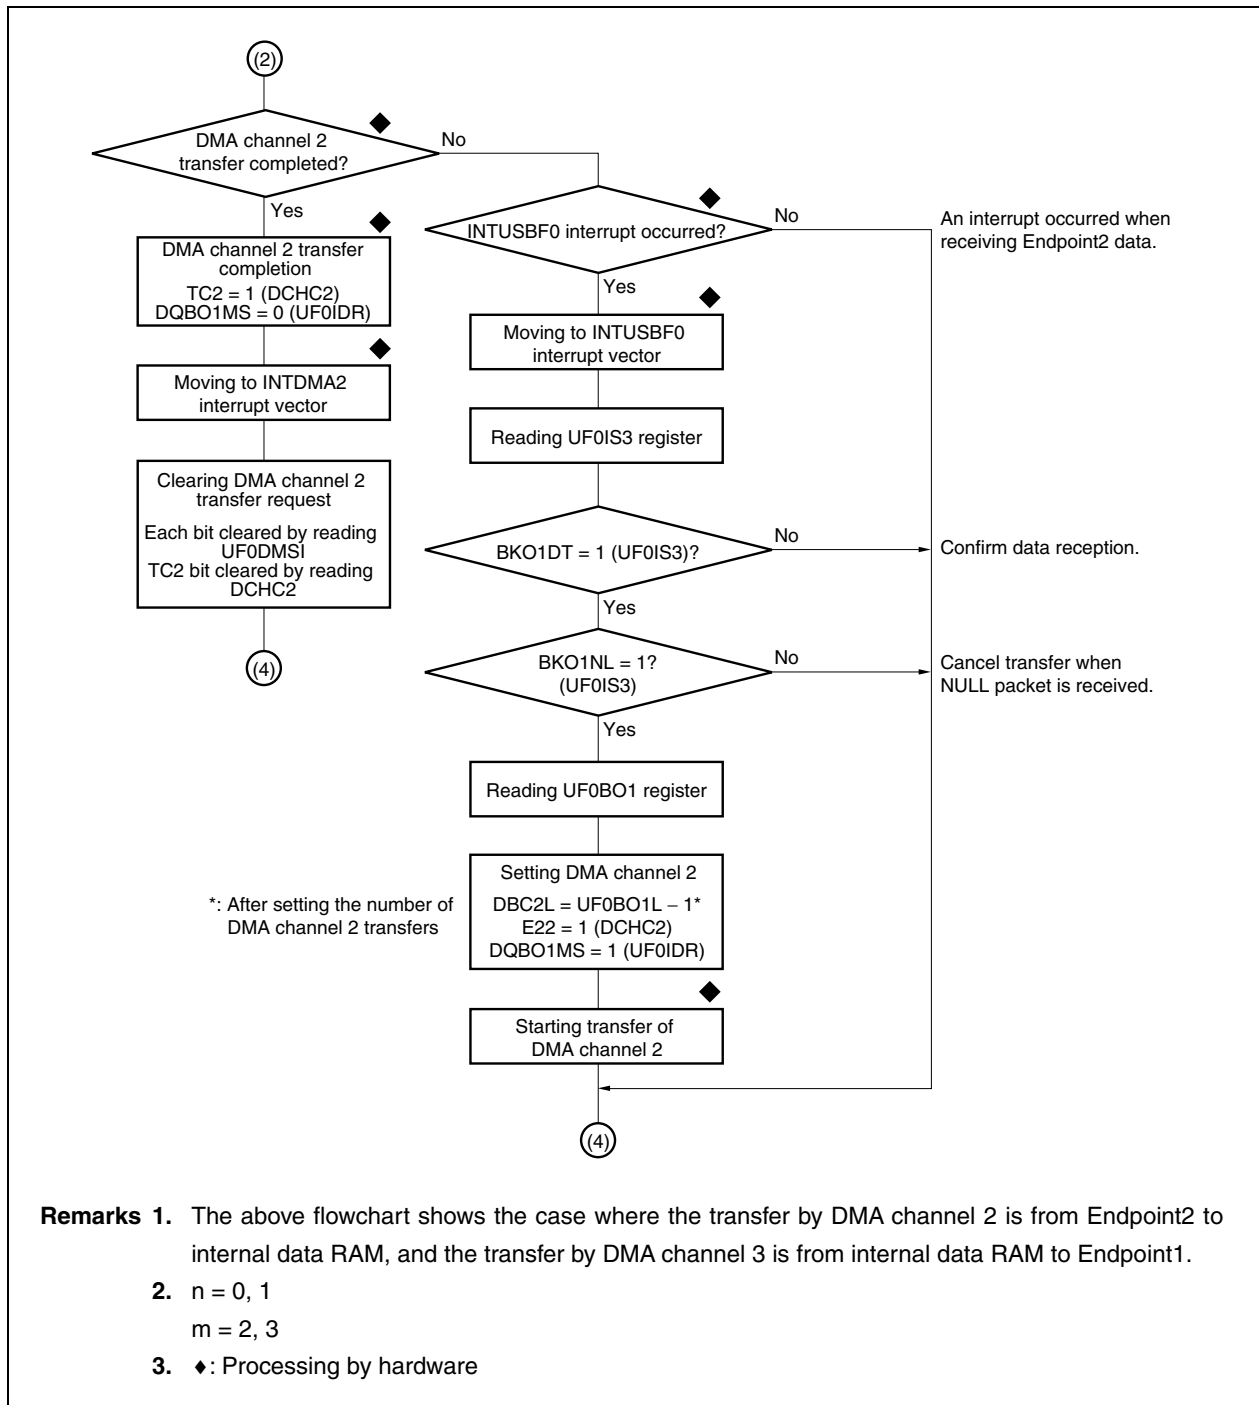 (2)
DMA channel 2
transfer completed?
No
Yes
DMA channel 2 transfer
completion
TC2 = 1 (DCHC2)
DQBO1MS = 0 (UF0IDR)
Moving to INTDMA2
interrupt vector
Clearing DMA channel 2
transfer request
Each bit cleared by reading
UF0DMSI
TC2 bit cleared by reading
DCHC2
(4)
INTUSBF0 interrupt occurred?
No
An interrupt occurred when
receiving Endpoint2 data.
Yes
Moving to INTUSBF0
interrupt vector
Reading UF0IS3 register
BKO1DT = 1 (UF0IS3)?
No
Confirm data reception.
Yes
BKO1NL = 1?
(UF0IS3)
No
Cancel transfer when
NULL packet is received.
Yes
Reading UF0BO1 register
Setting DMA channel 2
DBC2L = UF0BO1L − 1*
E22 = 1 (DCHC2)
DQBO1MS = 1 (UF0IDR)
*: After setting the number of
DMA channel 2 transfers
Starting transfer of
DMA channel 2
(4)
Remarks 1. The above flowchart shows the case where the transfer by DMA channel 2 is from Endpoint2 to
internal data RAM, and the transfer by DMA channel 3 is from internal data RAM to Endpoint1.
2. n = 0, 1
m = 2, 3
3. ♦: Processing by hardware